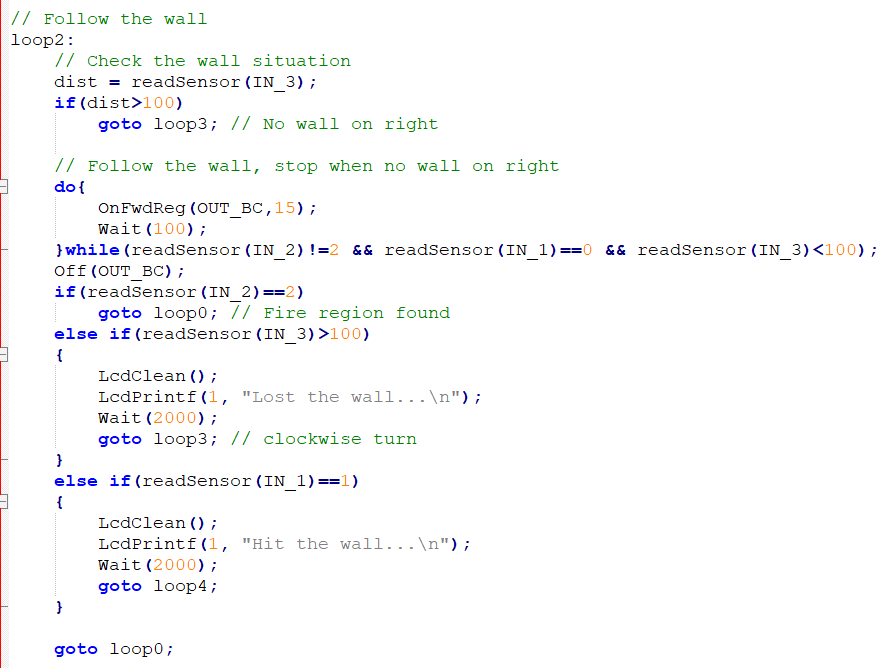 // Follow the wall
loop2:
    // Check the wall situation
    dist = readSensor(IN_3);
    if(dist>100)
        goto loop3; // No wall on right

    // Follow the wall, stop when no wall on right
    do{
        OnFwdReg(OUT_BC,15);
        Wait(100);
    }while(readSensor(IN_2)!=2 && readSensor(IN_1)==0 && readSensor(IN_3)<100);
    Off(OUT_BC);
    if(readSensor(IN_2)==2)
        goto loop0; // Fire region found
    else if(readSensor(IN_3)>100)
    {
        LcdClean();
        LcdPrintf(1, "Lost the wall...\n");
        Wait(2000);
        goto loop3; // clockwise turn
    }
    else if(readSensor(IN_1)==1)
    {
        LcdClean();
        LcdPrintf(1, "Hit the wall...\n");
        Wait(2000);
        goto loop4;
    }

    goto loop0;